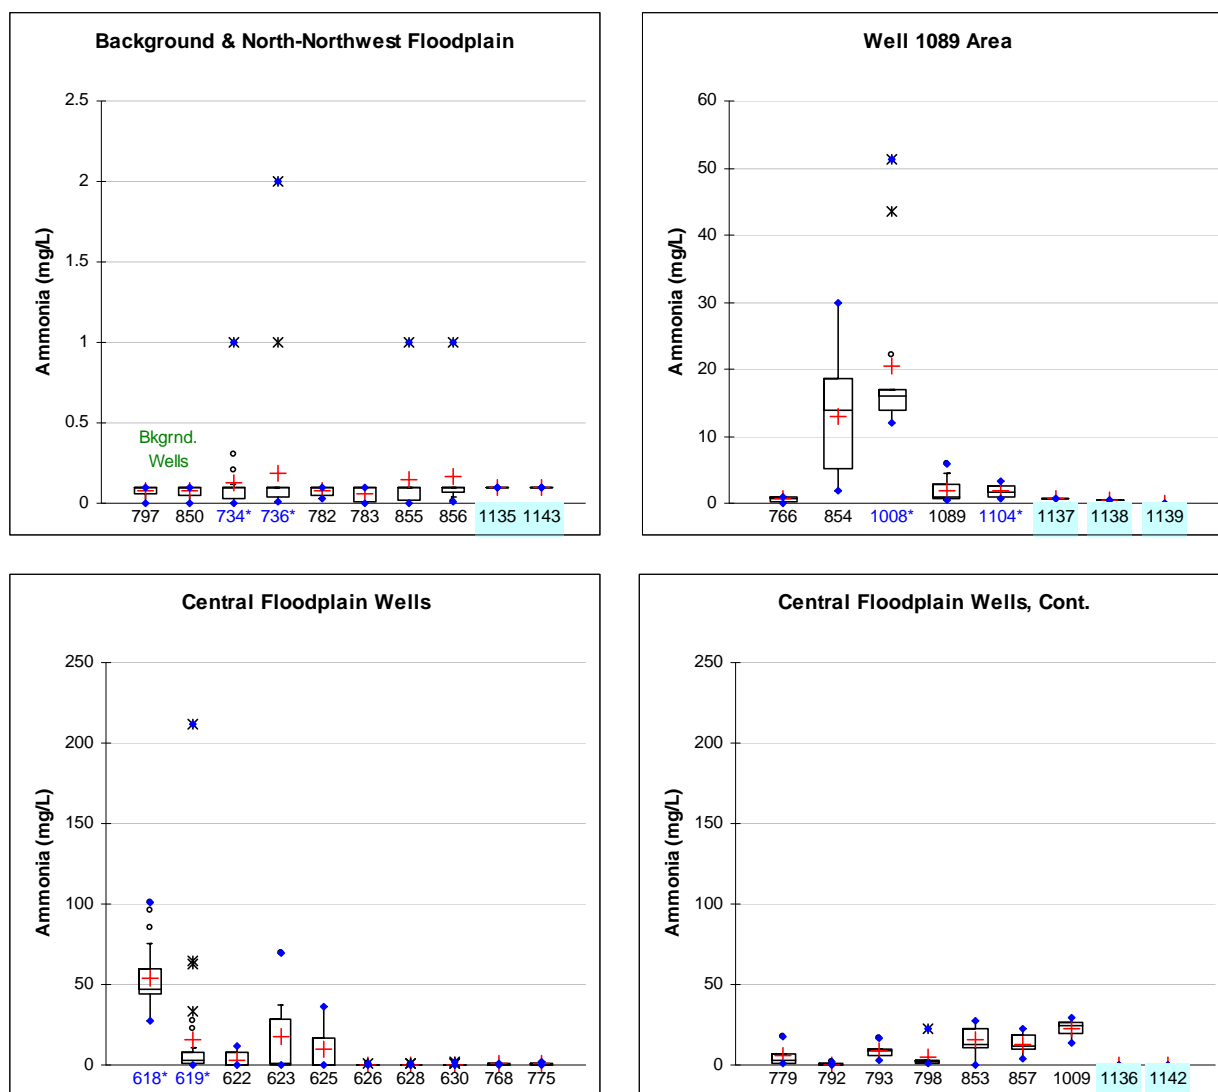 Background & North-Northwest Floodplain
2.5
2
1.5
1
0.5
0
Ammonia (mg/L)
Bkgrnd.
Wells
797 850 734* 736* 782 783 855 856 1135 1143
Well 1089 Area
60
50
40
30
20
10
0
Ammonia (mg/L)
766 854 1008* 1089 1104* 1137 1138 1139
Central Floodplain Wells
250
200
150
100
50
0
Ammonia (mg/L)
618* 619* 622 623 625 626 628 630 768 775
Central Floodplain Wells, Cont.
250
200
150
100
50
0
Ammonia (mg/L)
779 792 793 798 853 857 1009 1136 1142